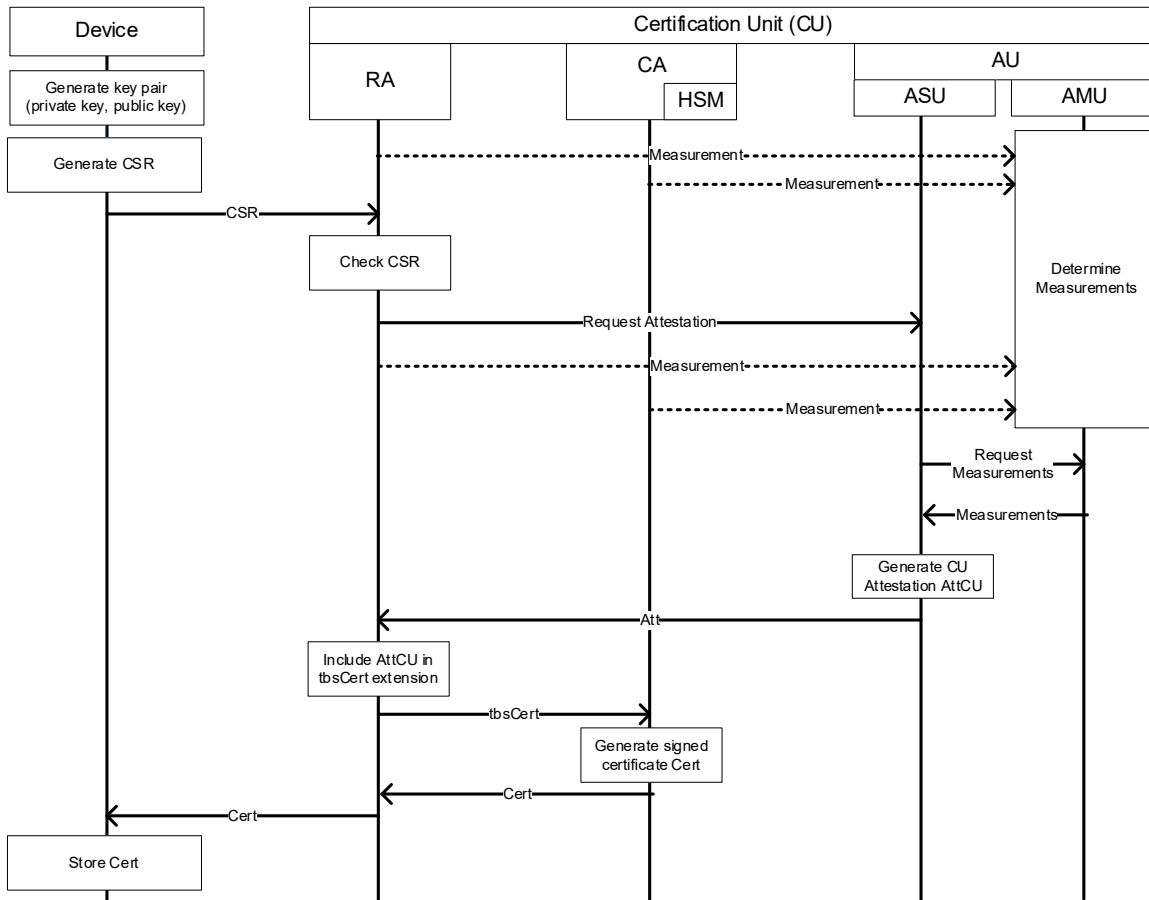 Device
Certification Unit (CU)
RA
CA
HSM
AU
ASU
AMU
Generate key pair
(private key, public key)
Generate CSR
Measurement
Measurement
CSR
Check CSR
Determine
Measurements
Request Attestation
Measurement
Measurement
Request
Measurements
Measurements
Generate CU
Attestation AttCU
Att
Include AttCU in
tbsCert extension
tbsCert
Generate signed
certificate Cert
Cert
Cert
Store Cert